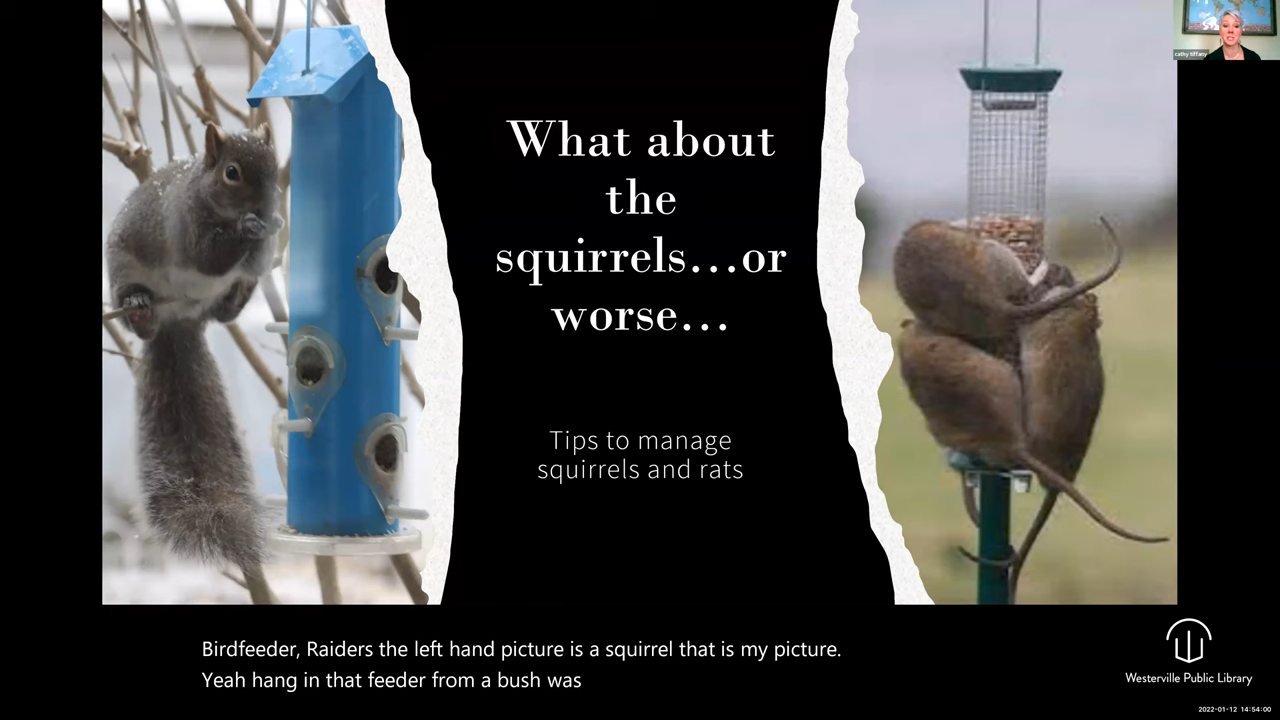 cathy tiffany
What about
the
squirrels...or
worse...
Tips to manage
squirrels and rats
Birdfeeder, Raiders the left hand picture is a squirrel that is my picture.
Yeah hang in that feeder from a bush was
Westerville Public Library
2022-01-12 14:54:00